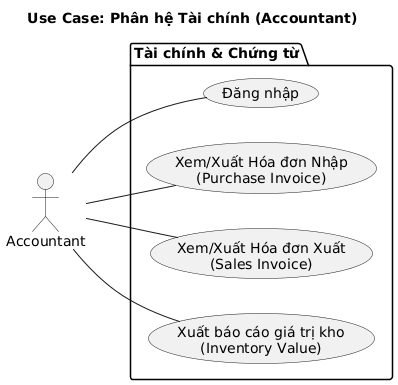 Use Case: Phân hệ Tài chính (Accountant)
Tài chính & Chứng từ
Đăng nhập
Xem/Xuất Hóa đơn Nhập
(Purchase Invoice)
Accountant
Xem/Xuất Hóa đơn Xuất
(Sales Invoice)
Xuất báo cáo giá trị kho
(Inventory Value)